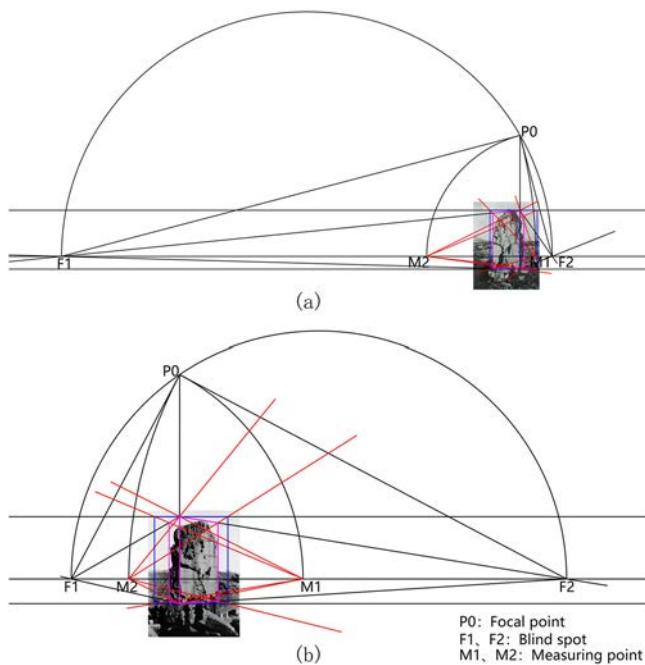 P0
F1 M2 M1 F2
(a)
P0
F1 M2 M1 F2
P0: Focal point
F1、F2: Blind spot
M1、M2: Measuring point
(b)